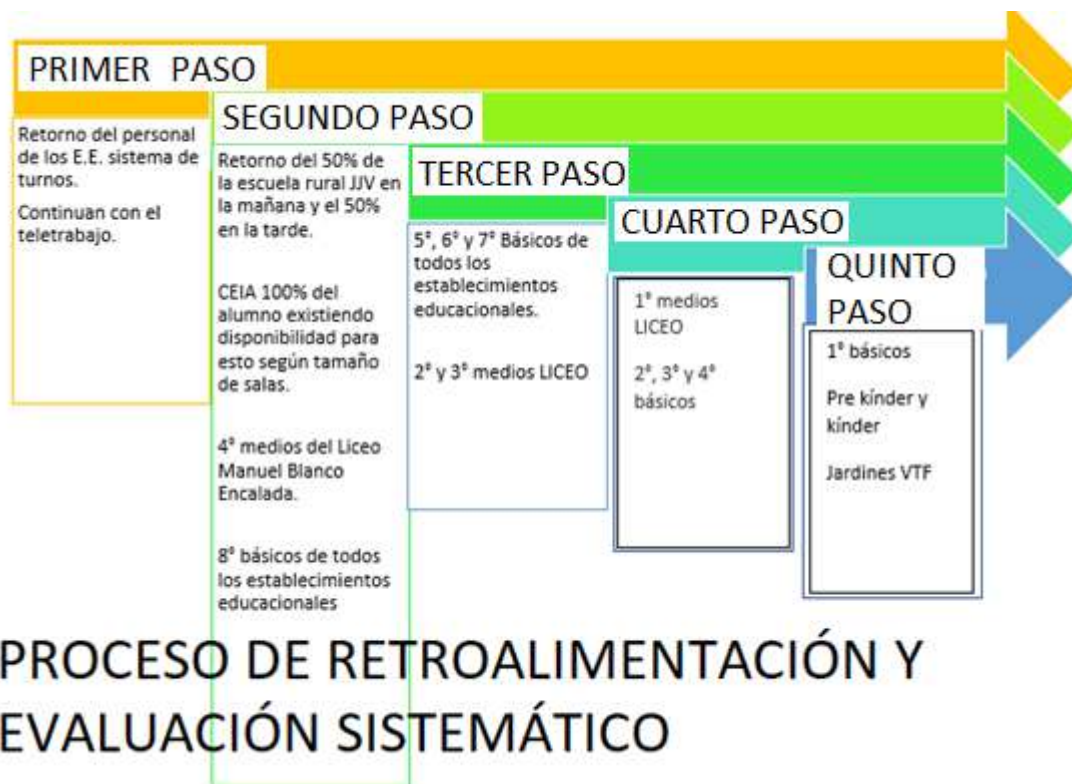 PRIMER PASO
Retorno del personal
de los E.E. sistema de
turnos.
Continuan con el
teletrabajo.
SEGUNDO PASO
Retorno del 50% de
la escuela rural JJV en
la mañana y el 50%
en la tarde.
CEIA 100% del
alumno existiendo
disponibilidad para
esto según tamaño
de salas.
4° medios del Liceo
Manuel Blanco
Encalada.
8° básicos de todos
los establecimientos
educacionales
TERCER PASO
5°, 6° y 7° Básicos de
todos los
establecimientos
educacionales.
2° y 3° medios LICEO
CUARTO PASO
1° medios
LICEO
2°, 3° y 4°
básicos
QUINTO
PASO
1° básicos
Pre kínder y
kínder
Jardines VTF
PROCESO DE RETROALIMENTACIÓN Y
EVALUACIÓN SISTEMÁTICO